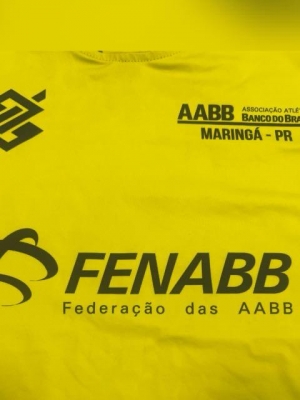 AABB ASSOCIAÇÃO
BANCO DO
MARINGÁ - PR
FENABB
Federação das AABB